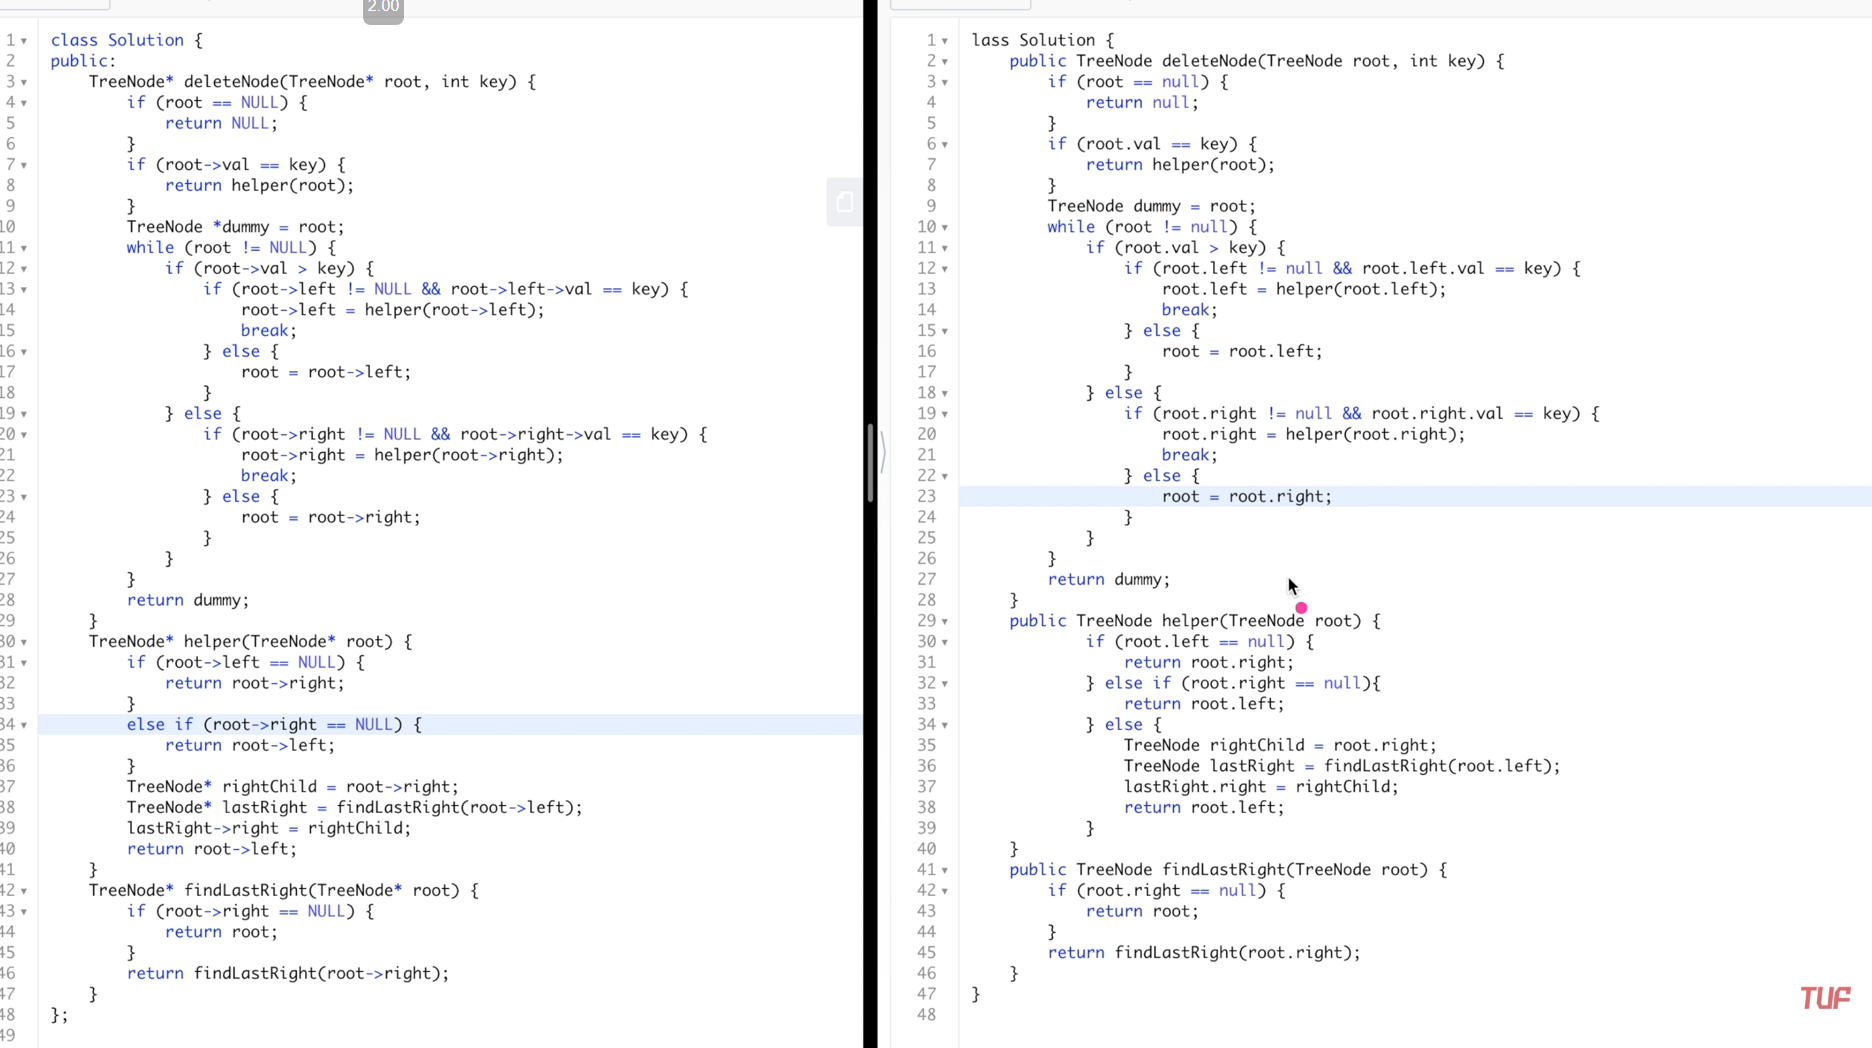 2.00
1 class Solution {
2 public:
3 TreeNode* deleteNode(TreeNode* root, int key) {
4 if (root == NULL) {
5 return NULL;
6 }
7 if (root->val == key) {
8 return helper(root);
9 }
10 TreeNode *dummy = root;
11 while (root != NULL) {
12 if (root->val > key) {
13 if (root->left != NULL && root->left->val == key) {
14 root->left = helper(root->left);
15 break;
16 } else {
17 root = root->left;
18 }
19 } else {
20 if (root->right != NULL && root->right->val == key) {
21 root->right = helper(root->right);
22 break;
23 } else {
24 root = root->right;
25 }
26 }
27 }
28 return dummy;
29 }
30 TreeNode* helper(TreeNode* root) {
31 if (root->left == NULL) {
32 return root->right;
33 }
34 else if (root->right == NULL) {
35 return root->left;
36 }
37 TreeNode* rightChild = root->right;
38 TreeNode* lastRight = findLastRight(root->left);
39 lastRight->right = rightChild;
40 return root->left;
41 }
42 TreeNode* findLastRight(TreeNode* root) {
43 if (root->right == NULL) {
44 return root;
45 }
46 return findLastRight(root->right);
47 }
48 };
49
1 lass Solution {
2 public TreeNode deleteNode(TreeNode root, int key) {
3 if (root == null) {
4 return null;
5 }
6 if (root.val == key) {
7 return helper(root);
8 }
9 TreeNode dummy = root;
10 while (root != null) {
11 if (root.val > key) {
12 if (root.left != null && root.left.val == key) {
13 root.left = helper(root.left);
14 break;
15 } else {
16 root = root.left;
17 }
18 } else {
19 if (root.right != null && root.right.val == key) {
20 root.right = helper(root.right);
21 break;
22 } else {
23 root = root.right;
24 }
25 }
26 }
27 return dummy;
28 }
29 public TreeNode helper(TreeNode root) {
30 if (root.left == null) {
31 return root.right;
32 } else if (root.right == null){
33 return root.left;
34 } else {
35 TreeNode rightChild = root.right;
36 TreeNode lastRight = findLastRight(root.left);
37 lastRight.right = rightChild;
38 return root.left;
39 }
40 }
41 public TreeNode findLastRight(TreeNode root) {
42 if (root.right == null) {
43 return root;
44 }
45 return findLastRight(root.right);
46 }
47 }
48
TUF